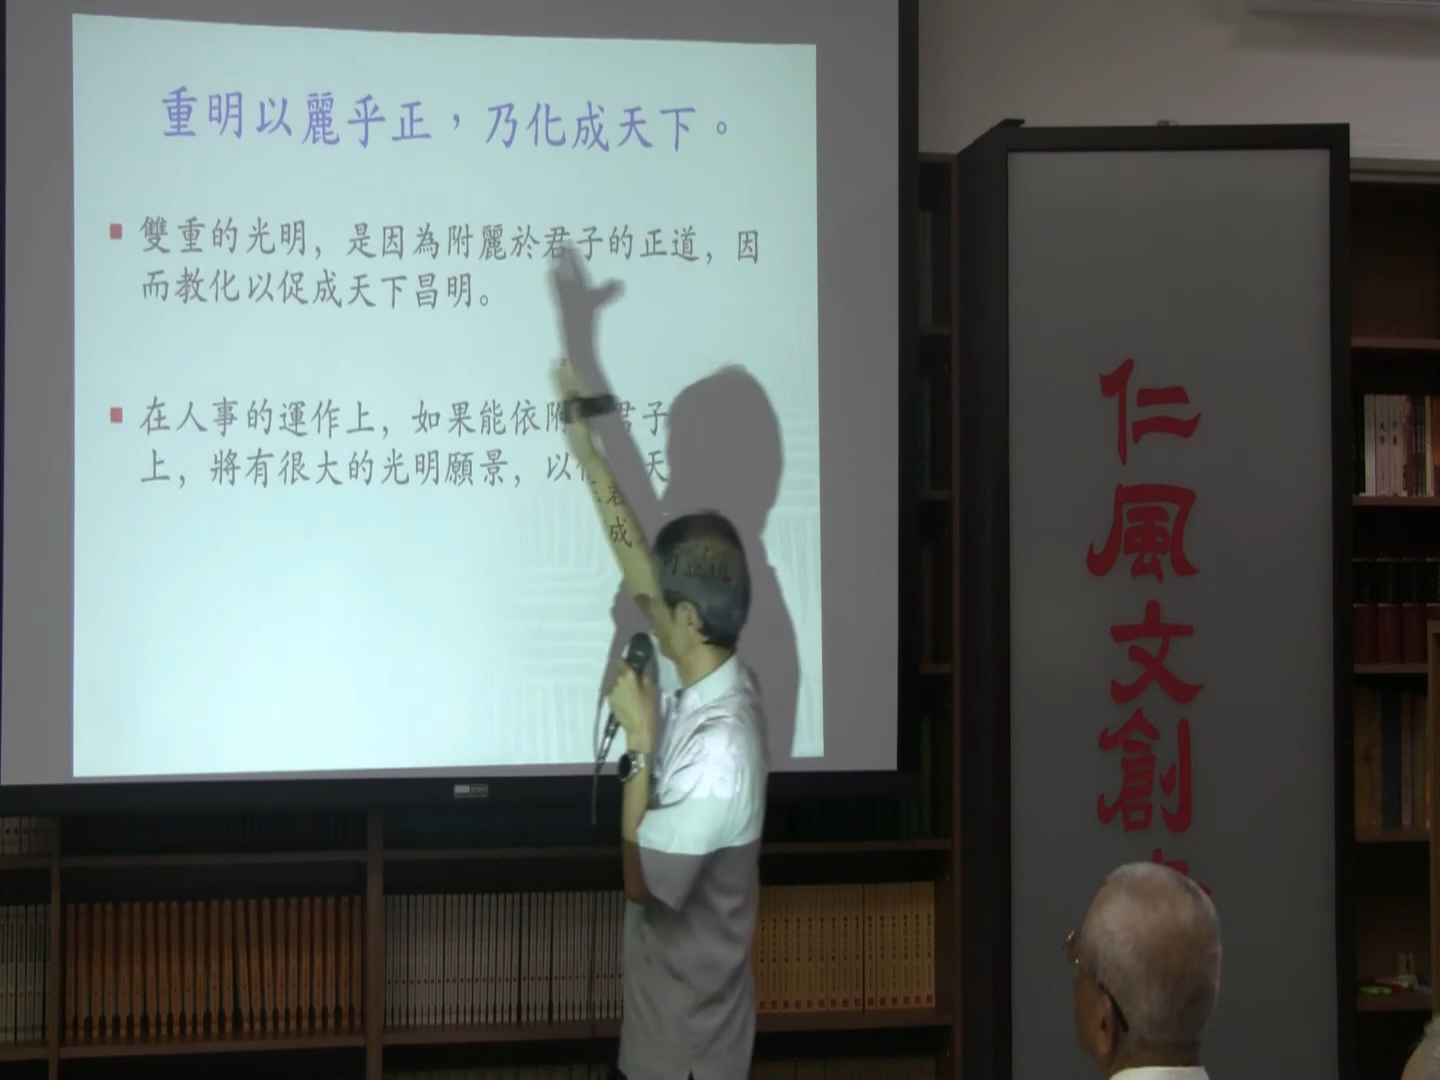 重明以麗乎正，乃化成天下。
雙重的光明，是因為附麗於君子的正道，因
而教化以促成天下昌明。
在人事的運作上，如果能依附 君子
上，將有很大的光明願景，以 天
仁風文創